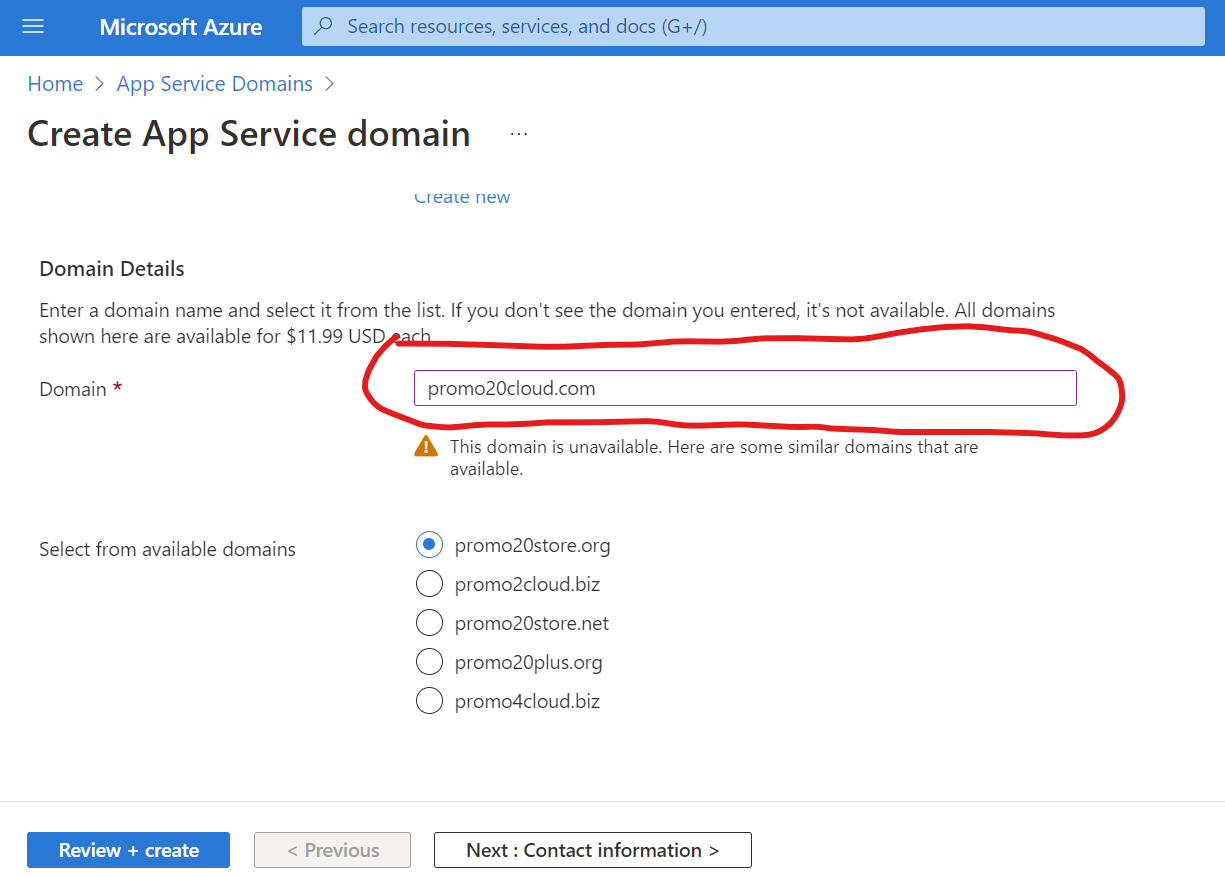 Microsoft Azure
Search resources, services, and docs (G+/)
Home > App Service Domains >
Create App Service domain ...
Create new
Domain Details
Enter a domain name and select it from the list. If you don't see the domain you entered, it's not available. All domains
shown here are available for $11.99 USD each.
Domain *
promo20cloud.com
This domain is unavailable. Here are some similar domains that are
available.
Select from available domains
promo20store.org
promo2cloud.biz
promo20store.net
promo20plus.org
promo4cloud.biz
Review + create
< Previous
Next : Contact information >